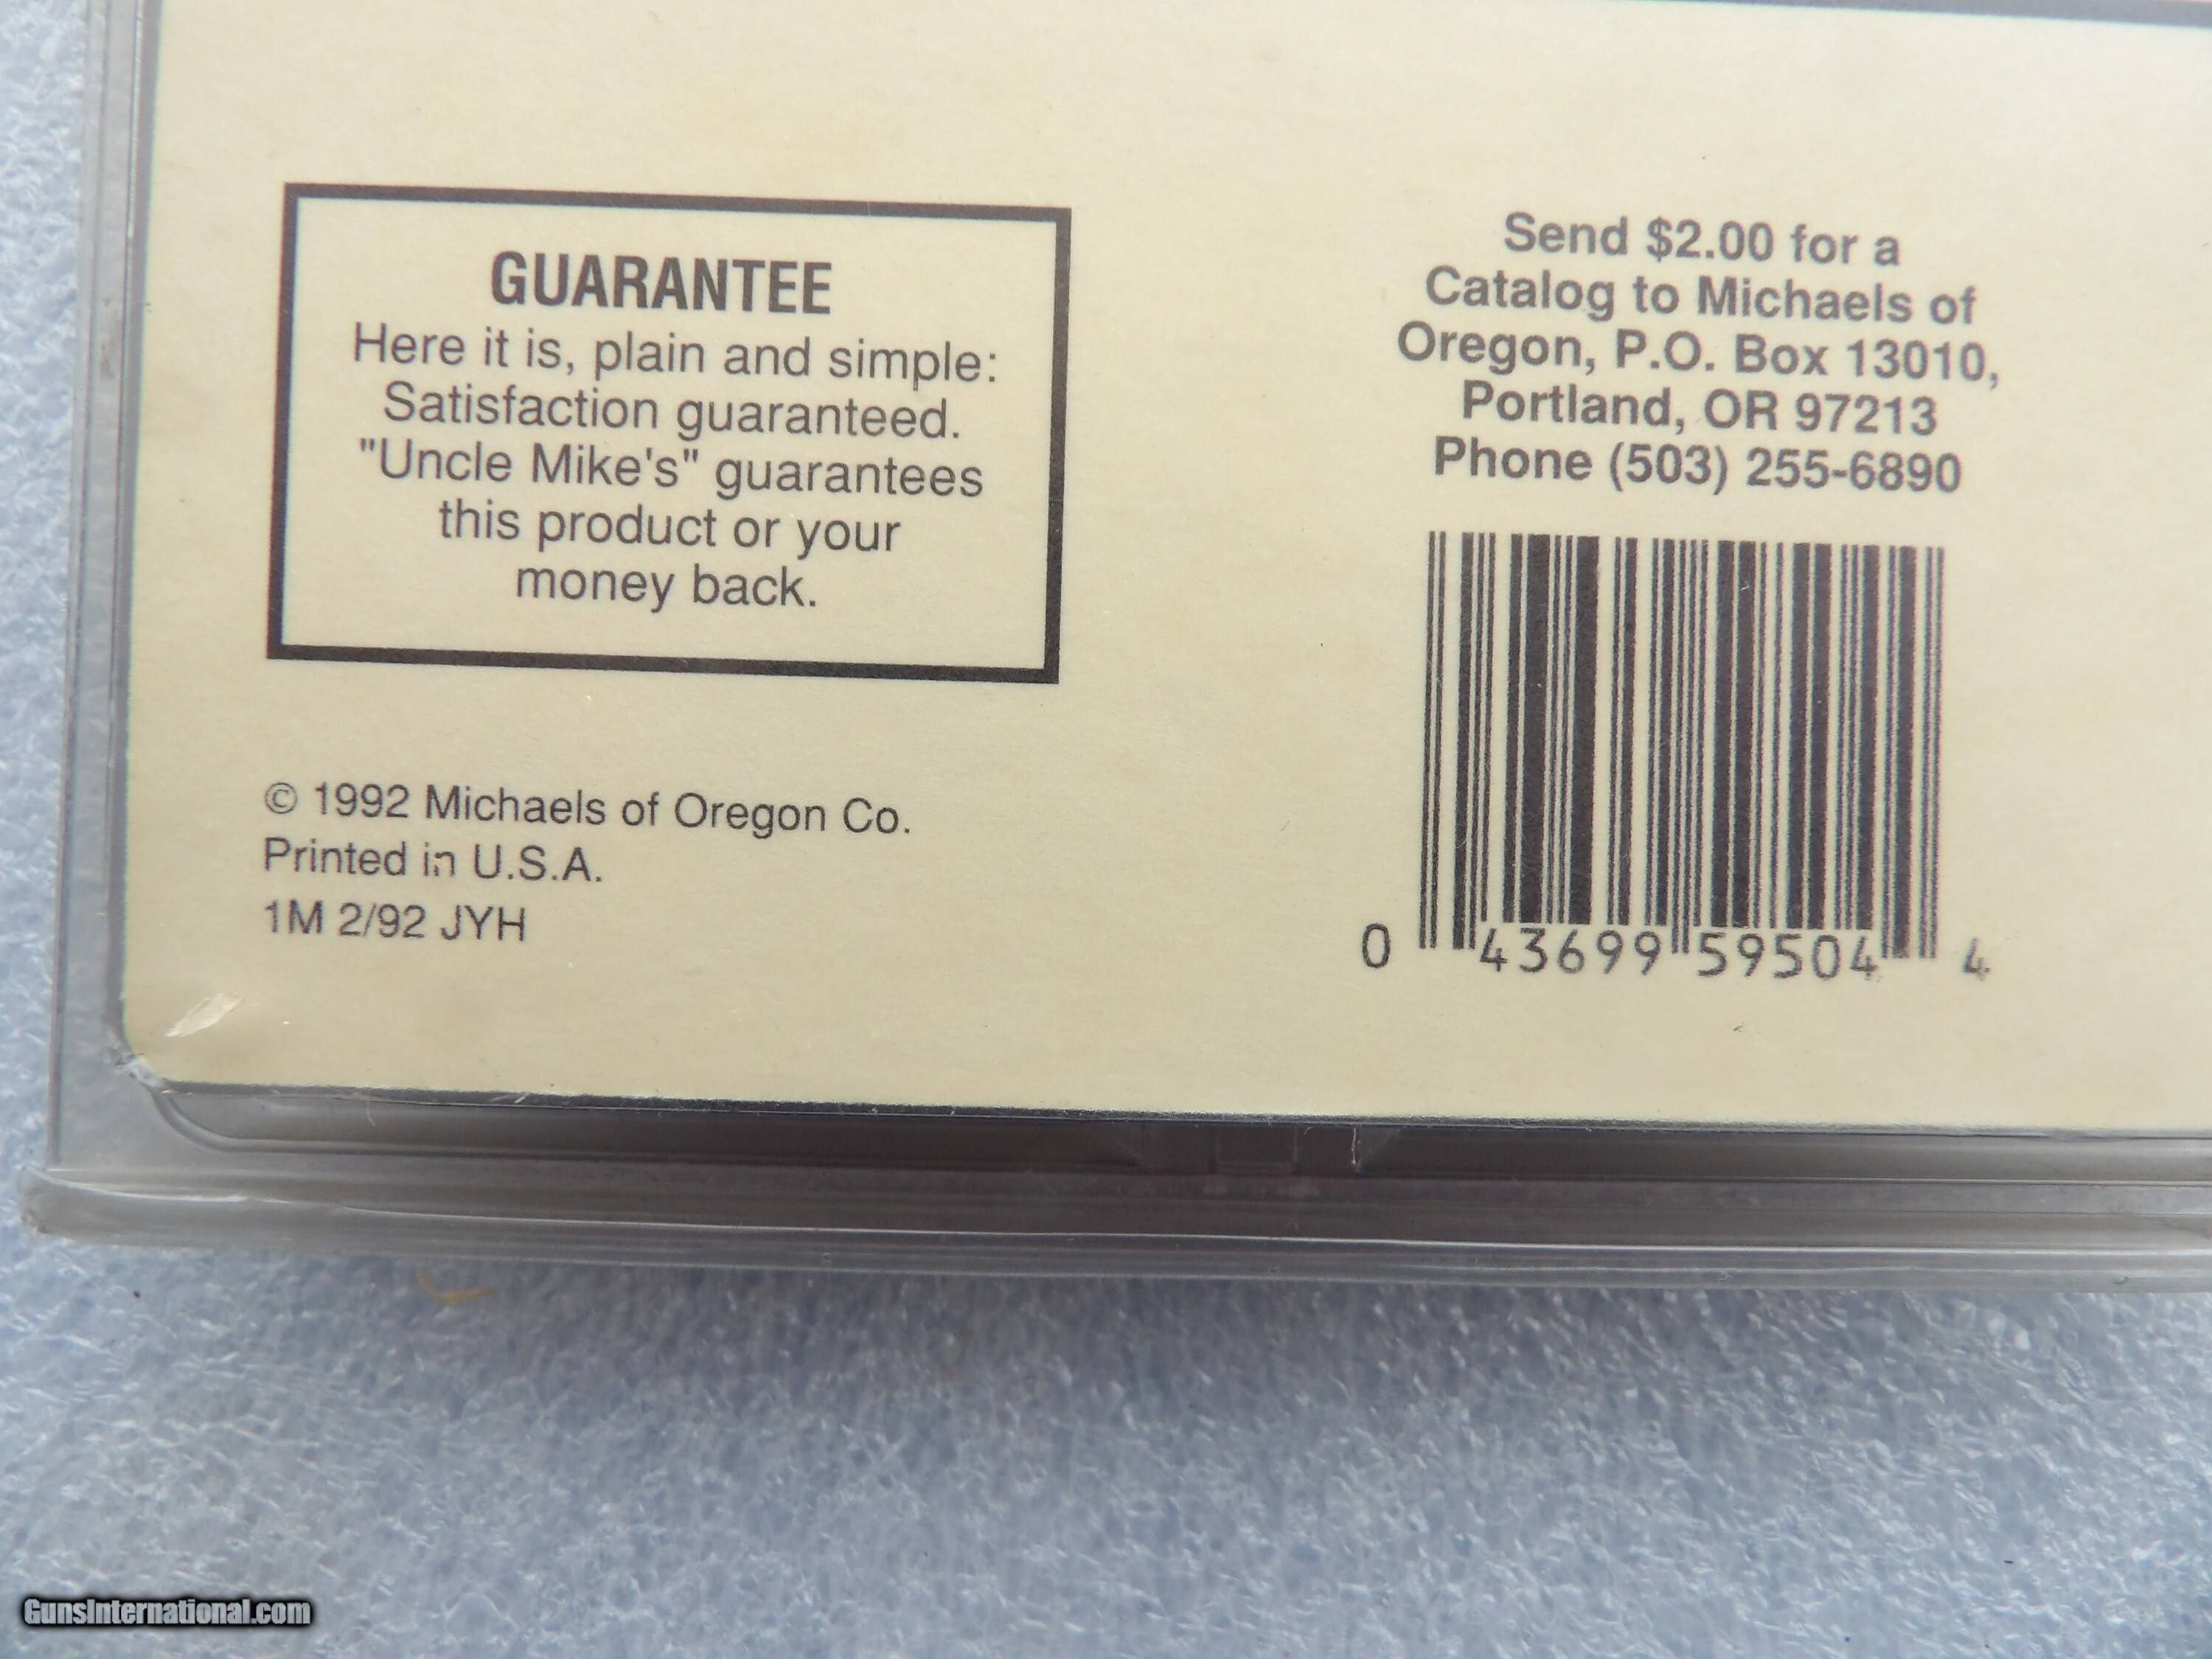 GUARANTEE
Here it is, plain and simple:
Satisfaction guaranteed.
"Uncle Mike's" guarantees
this product or your
money back.
© 1992 Michaels of Oregon Co.
Printed in U.S.A.
1M 2/92 JYH
Send $2.00 for a
Catalog to Michaels of
Oregon, P.O. Box 13010,
Portland, OR 97213
Phone (503) 255-6890
0 43699 59504 4
GunsInternational.com